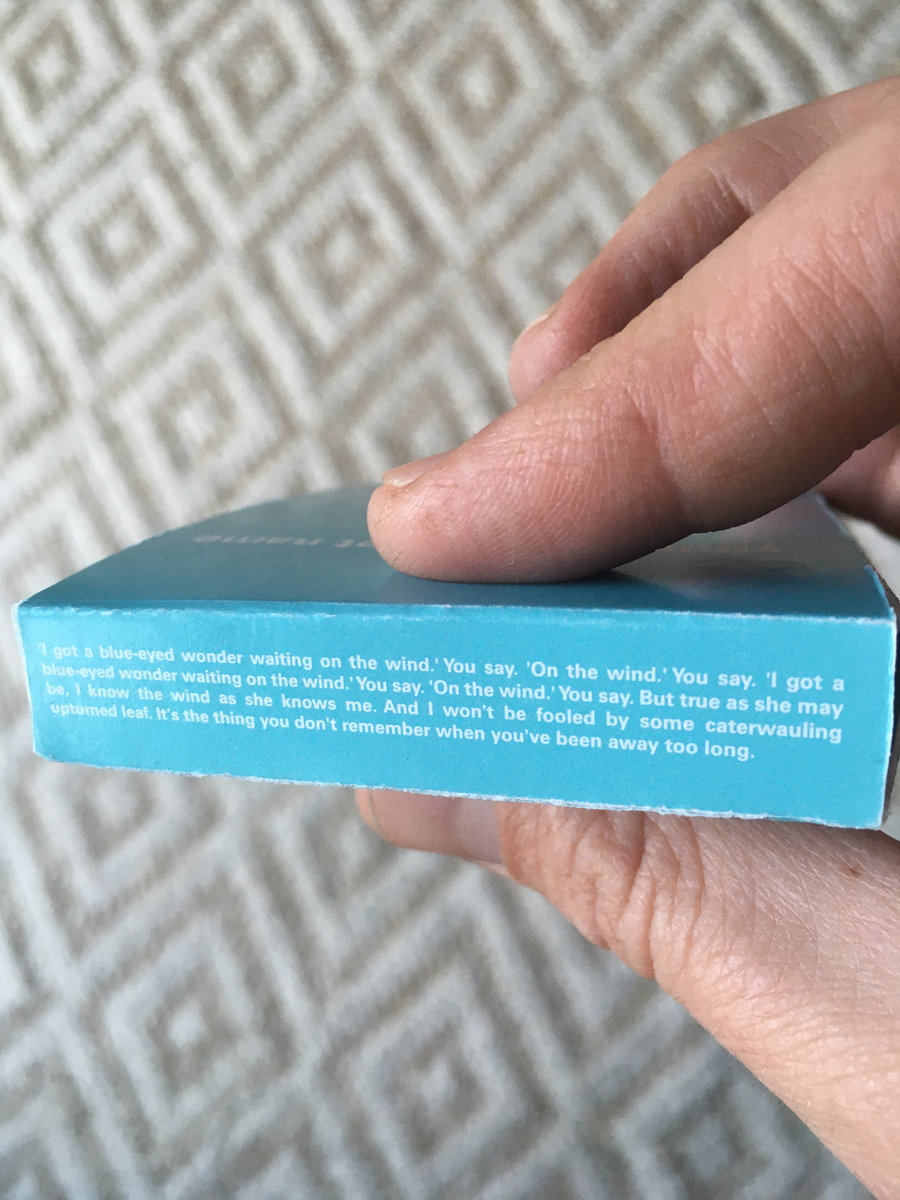 'I got a blue-eyed wonder waiting on the wind.' You say. 'On the wind.' You say. 'I got a
blue-eyed wonder waiting on the wind.' You say. 'On the wind.' You say. But true as she may
be, I know the wind as she knows me. And I won't be fooled by some caterwauling
upturned leaf. It's the thing you don't remember when you've been away too long.
name